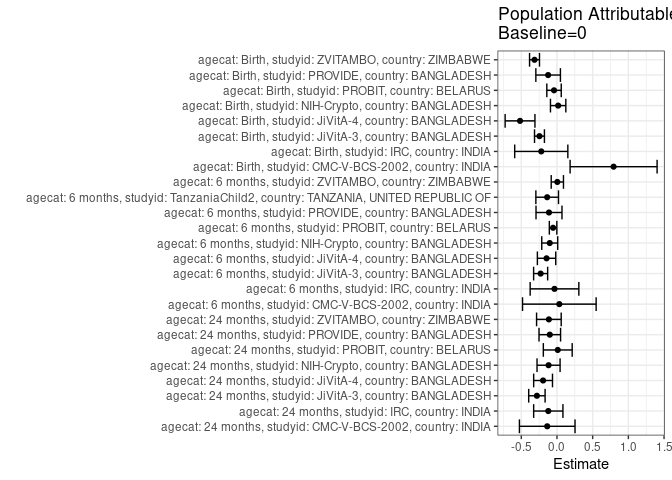 Population Attributable
Baseline=0
agecat: Birth, studyid: ZVITAMBO, country: ZIMBABWE
agecat: Birth, studyid: PROVIDE, country: BANGLADESH
agecat: Birth, studyid: PROBIT, country: BELARUS
agecat: Birth, studyid: NIH-Crypto, country: BANGLADESH
agecat: Birth, studyid: JiVitA-4, country: BANGLADESH
agecat: Birth, studyid: JiVitA-3, country: BANGLADESH
agecat: Birth, studyid: IRC, country: INDIA
agecat: Birth, studyid: CMC-V-BCS-2002, country: INDIA
agecat: 6 months, studyid: ZVITAMBO, country: ZIMBABWE
agecat: 6 months, studyid: TanzaniaChild2, country: TANZANIA, UNITED REPUBLIC OF
agecat: 6 months, studyid: PROVIDE, country: BANGLADESH
agecat: 6 months, studyid: PROBIT, country: BELARUS
agecat: 6 months, studyid: NIH-Crypto, country: BANGLADESH
agecat: 6 months, studyid: JiVitA-4, country: BANGLADESH
agecat: 6 months, studyid: JiVitA-3, country: BANGLADESH
agecat: 6 months, studyid: IRC, country: INDIA
agecat: 6 months, studyid: CMC-V-BCS-2002, country: INDIA
agecat: 24 months, studyid: ZVITAMBO, country: ZIMBABWE
agecat: 24 months, studyid: PROVIDE, country: BANGLADESH
agecat: 24 months, studyid: PROBIT, country: BELARUS
agecat: 24 months, studyid: NIH-Crypto, country: BANGLADESH
agecat: 24 months, studyid: JiVitA-4, country: BANGLADESH
agecat: 24 months, studyid: JiVitA-3, country: BANGLADESH
agecat: 24 months, studyid: IRC, country: INDIA
agecat: 24 months, studyid: CMC-V-BCS-2002, country: INDIA
-0.5 0.0 0.5 1.0 1.5
Estimate